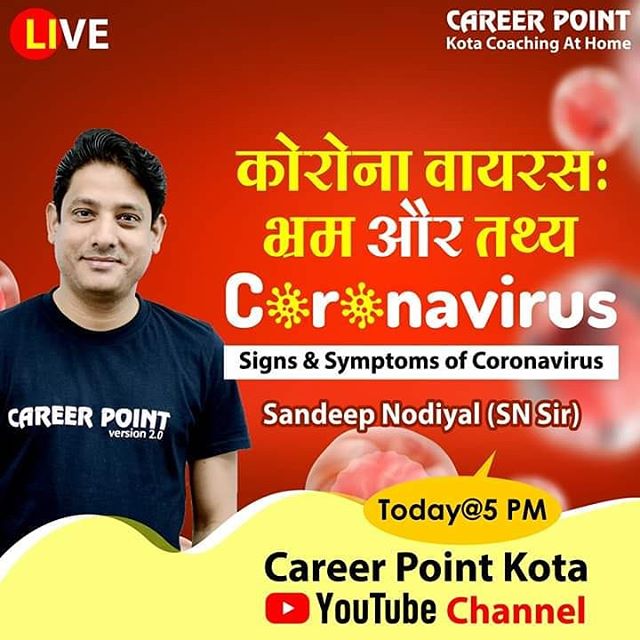 LIVE
CAREER POINT
Kota Coaching At Home
कोरोना वायरस:
भ्रम और तथ्य
Coronavirus
Signs & Symptoms of Coronavirus
CAREER POINT
version 2.0
Sandeep Nodiyal (SN Sir)
Today@5 PM
Career Point Kota
YouTube Channel